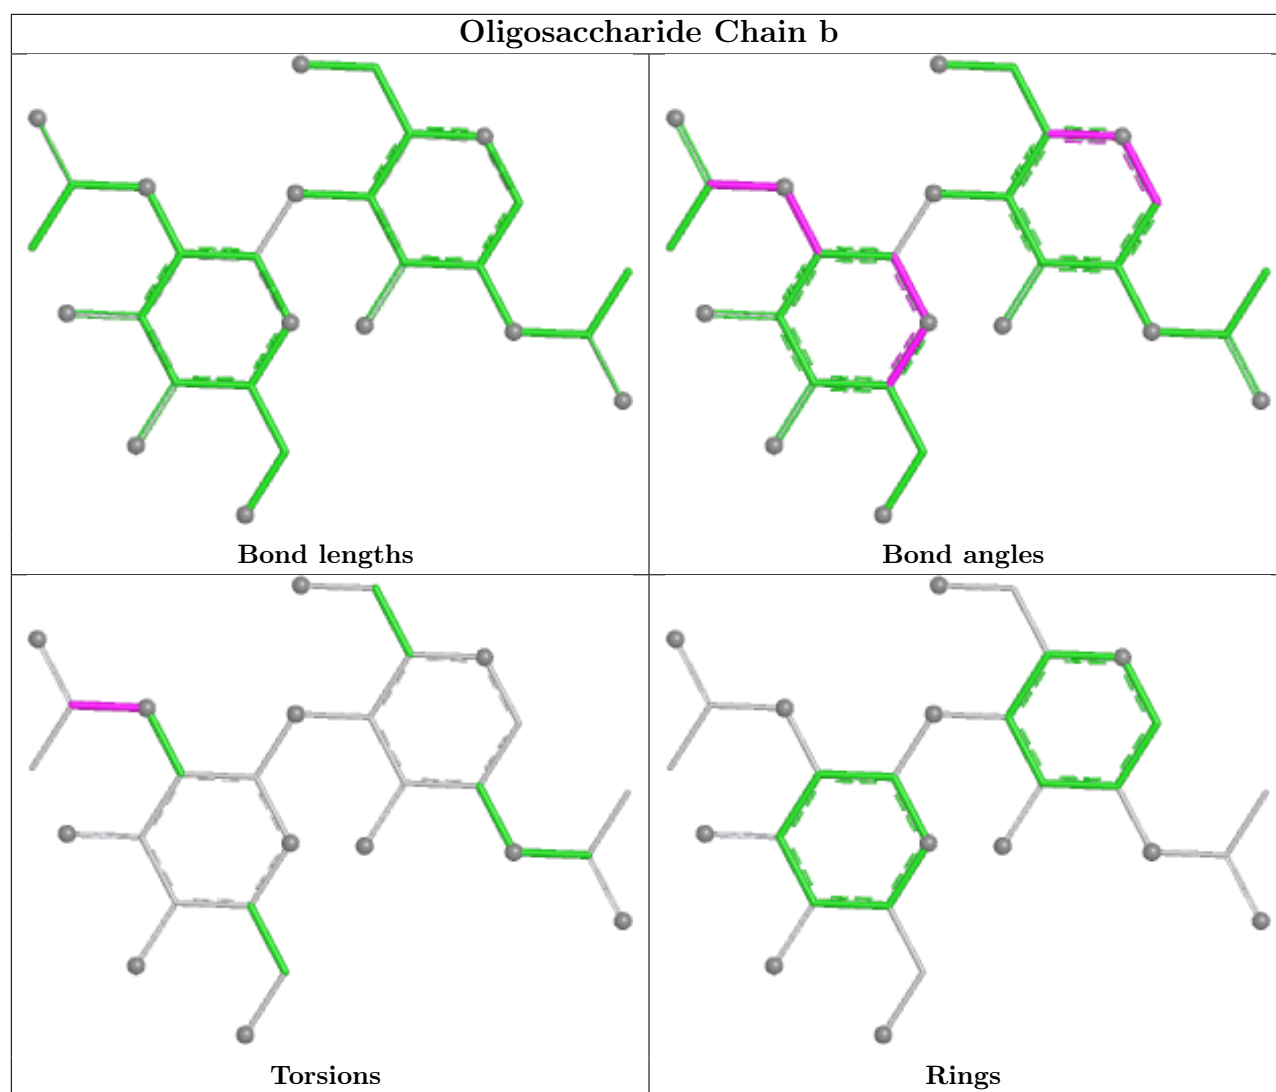 Oligosaccharide Chain b
Bond lengths
Bond angles
Torsions
Rings